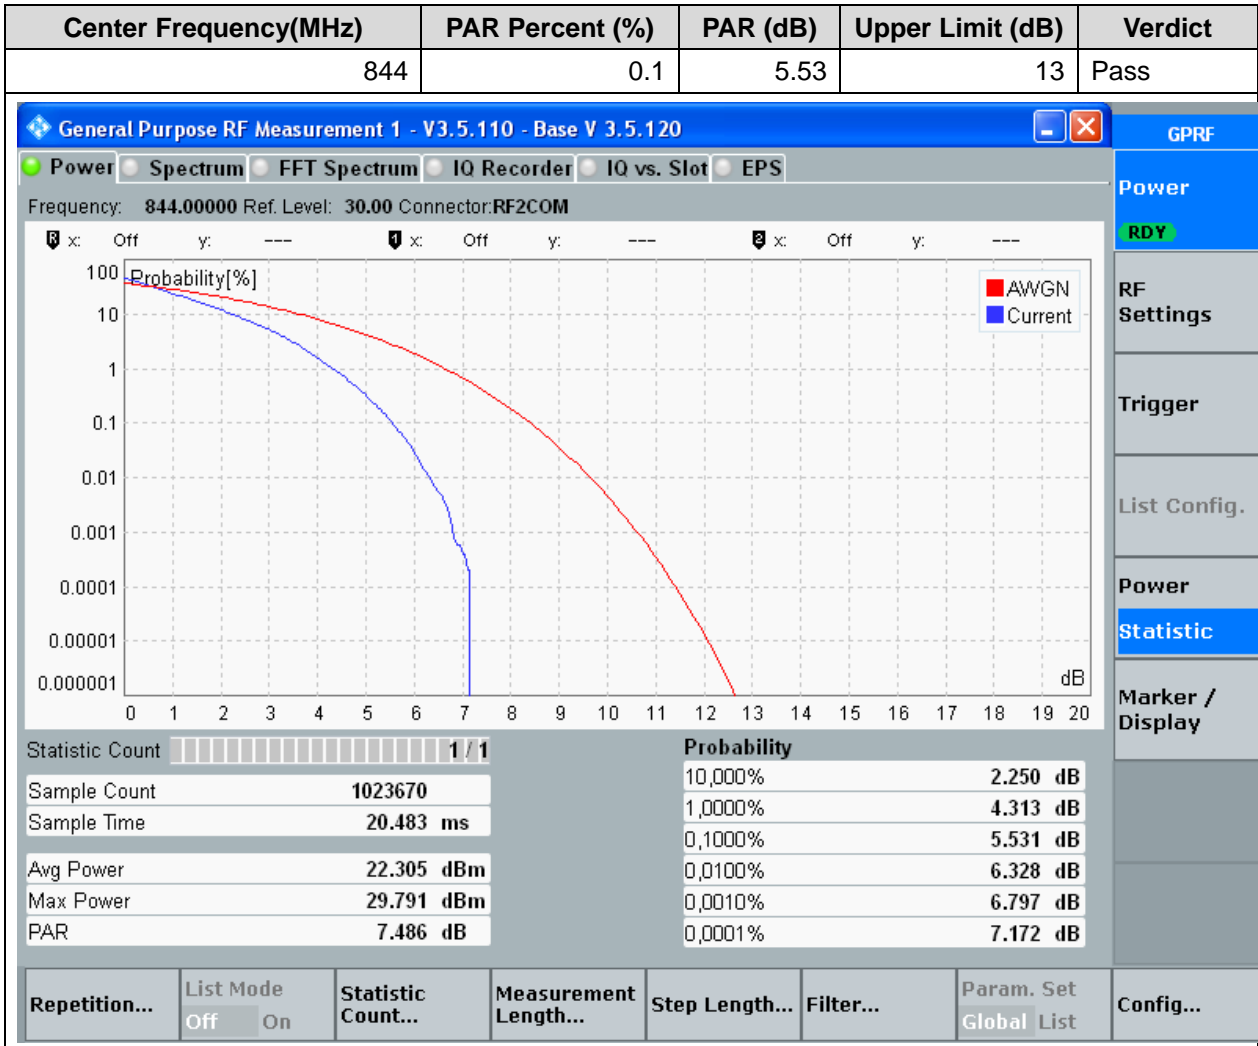 Center Frequency(MHz) PAR Percent (%) PAR (dB) Upper Limit (dB) Verdict
844 0.1 5.53 13 Pass
General Purpose RF Measurement 1 - V3.5.110 - Base V 3.5.120
GPRF
Power Spectrum FFT Spectrum IQ Recorder IQ vs. Slot EPS
Power
RDY
Frequency: 844.00000 Ref. Level: 30.00 Connector:RF2COM
R x: Off y: --- 1 x: Off y: --- 2 x: Off y: ---
Probability[%]
AWGN
Current
100
10
1
0.1
0.01
0.001
0.0001
0.00001
0.000001
dB
0 1 2 3 4 5 6 7 8 9 10 11 12 13 14 15 16 17 18 19 20
RF
Settings
Trigger
List Config.
Power
Statistic
Marker /
Display
Statistic Count 1 / 1
Sample Count 1023670
Sample Time 20.483 ms
Avg Power 22.305 dBm
Max Power 29.791 dBm
PAR 7.486 dB
Probability
10,000% 2.250 dB
1,0000% 4.313 dB
0,1000% 5.531 dB
0,0100% 6.328 dB
0,0010% 6.797 dB
0,0001% 7.172 dB
Repetition...
List Mode
Off On
Statistic
Count...
Measurement
Length...
Step Length...
Filter...
Param. Set
Global List
Config...